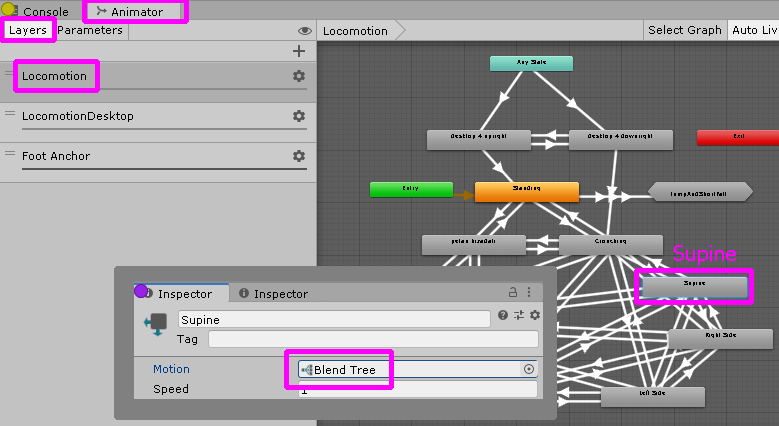 Console
Animator
Layers
Parameters
Locomotion
Select Graph
Auto Liv
Locomotion
LocomotionDesktop
Foot Anchor
Any State
Desktop 4 upright
Desktop 4 downright
Exit
Entry
Standing
JumpAndShortFall
Crouching
Supine
Supine
Right Side
Left Side
Inspector
Inspector
Supine
Tag
Motion
Blend Tree
Speed
1